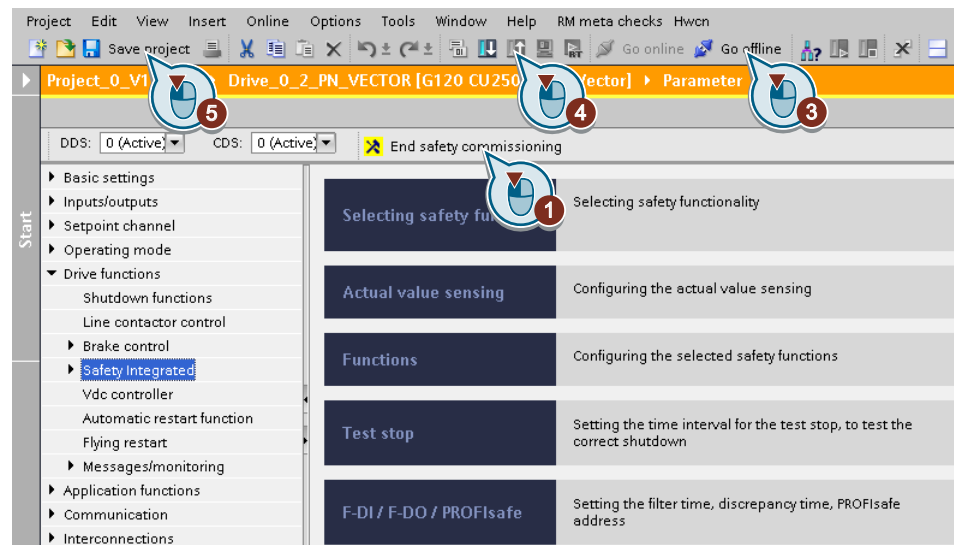 Project Edit View Insert Online Options Tools Window Help RM meta checks Hwcn
Save project Go online Go offline
Project_0_V1 Drive_0_2_PN_VECTOR [G120 CU250 ector] Parameter
5 4 3
DDS: 0 (Active) CDS: 0 (Active) End safety commissioning
Start
Basic settings
Inputs/outputs
Setpoint channel
Operating mode
Drive functions
Shutdown functions
Line contactor control
Brake control
Safety Integrated
Vdc controller
Automatic restart function
Flying restart
Messages/monitoring
Application functions
Communication
Interconnections
Selecting safety fu 1 Selecting safety functionality
Actual value sensing Configuring the actual value sensing
Functions Configuring the selected safety functions
Test stop Setting the time interval for the test stop, to test the
correct shutdown
F-DI / F-DO / PROFIsafe Setting the filter time, discrepancy time, PROFIsafe
address